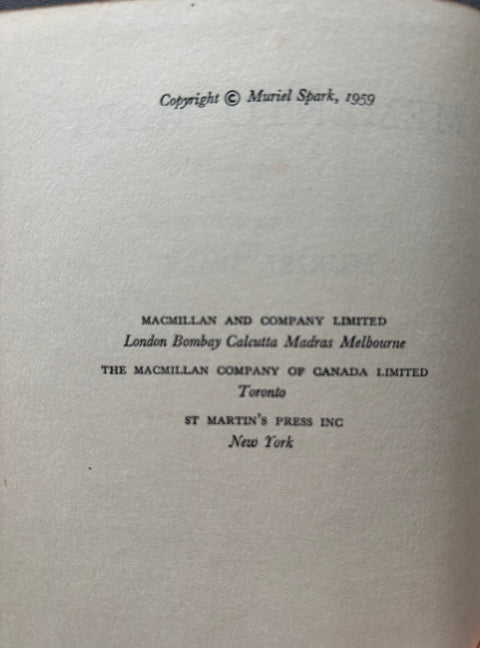 Copyright © Muriel Spark, 1959
MACMILLAN AND COMPANY LIMITED
London Bombay Calcutta Madras Melbourne
THE MACMILLAN COMPANY OF CANADA LIMITED
Toronto
ST MARTIN'S PRESS INC
New York